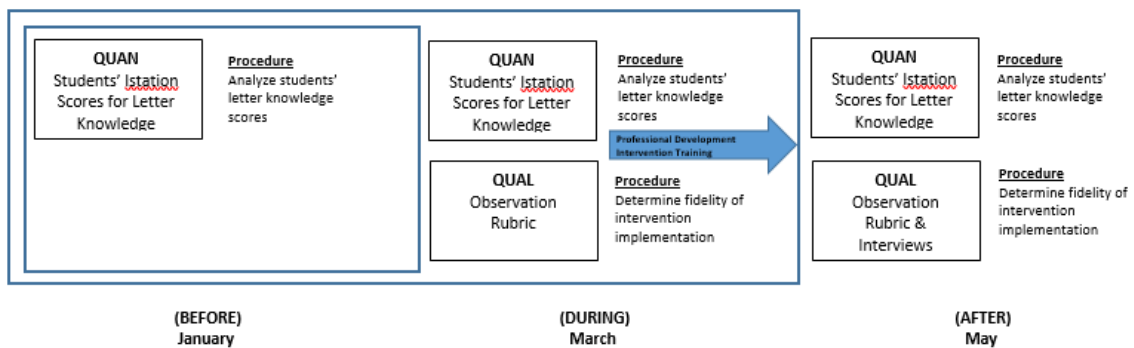 QUAN
Students' Istation
Scores for Letter
Knowledge
Procedure
Analyze students'
letter knowledge
scores
QUAN
Students' Istation
Scores for Letter
Knowledge
Procedure
Analyze students'
letter knowledge
scores
Professional Development
Intervention Training
QUAL
Observation
Rubric
Procedure
Determine fidelity of
intervention
implementation
QUAN
Students' Istation
Scores for Letter
Knowledge
Procedure
Analyze students'
letter knowledge
scores
QUAL
Observation
Rubric &
Interviews
Procedure
Determine fidelity of
intervention
implementation
(BEFORE)
January
(DURING)
March
(AFTER)
May